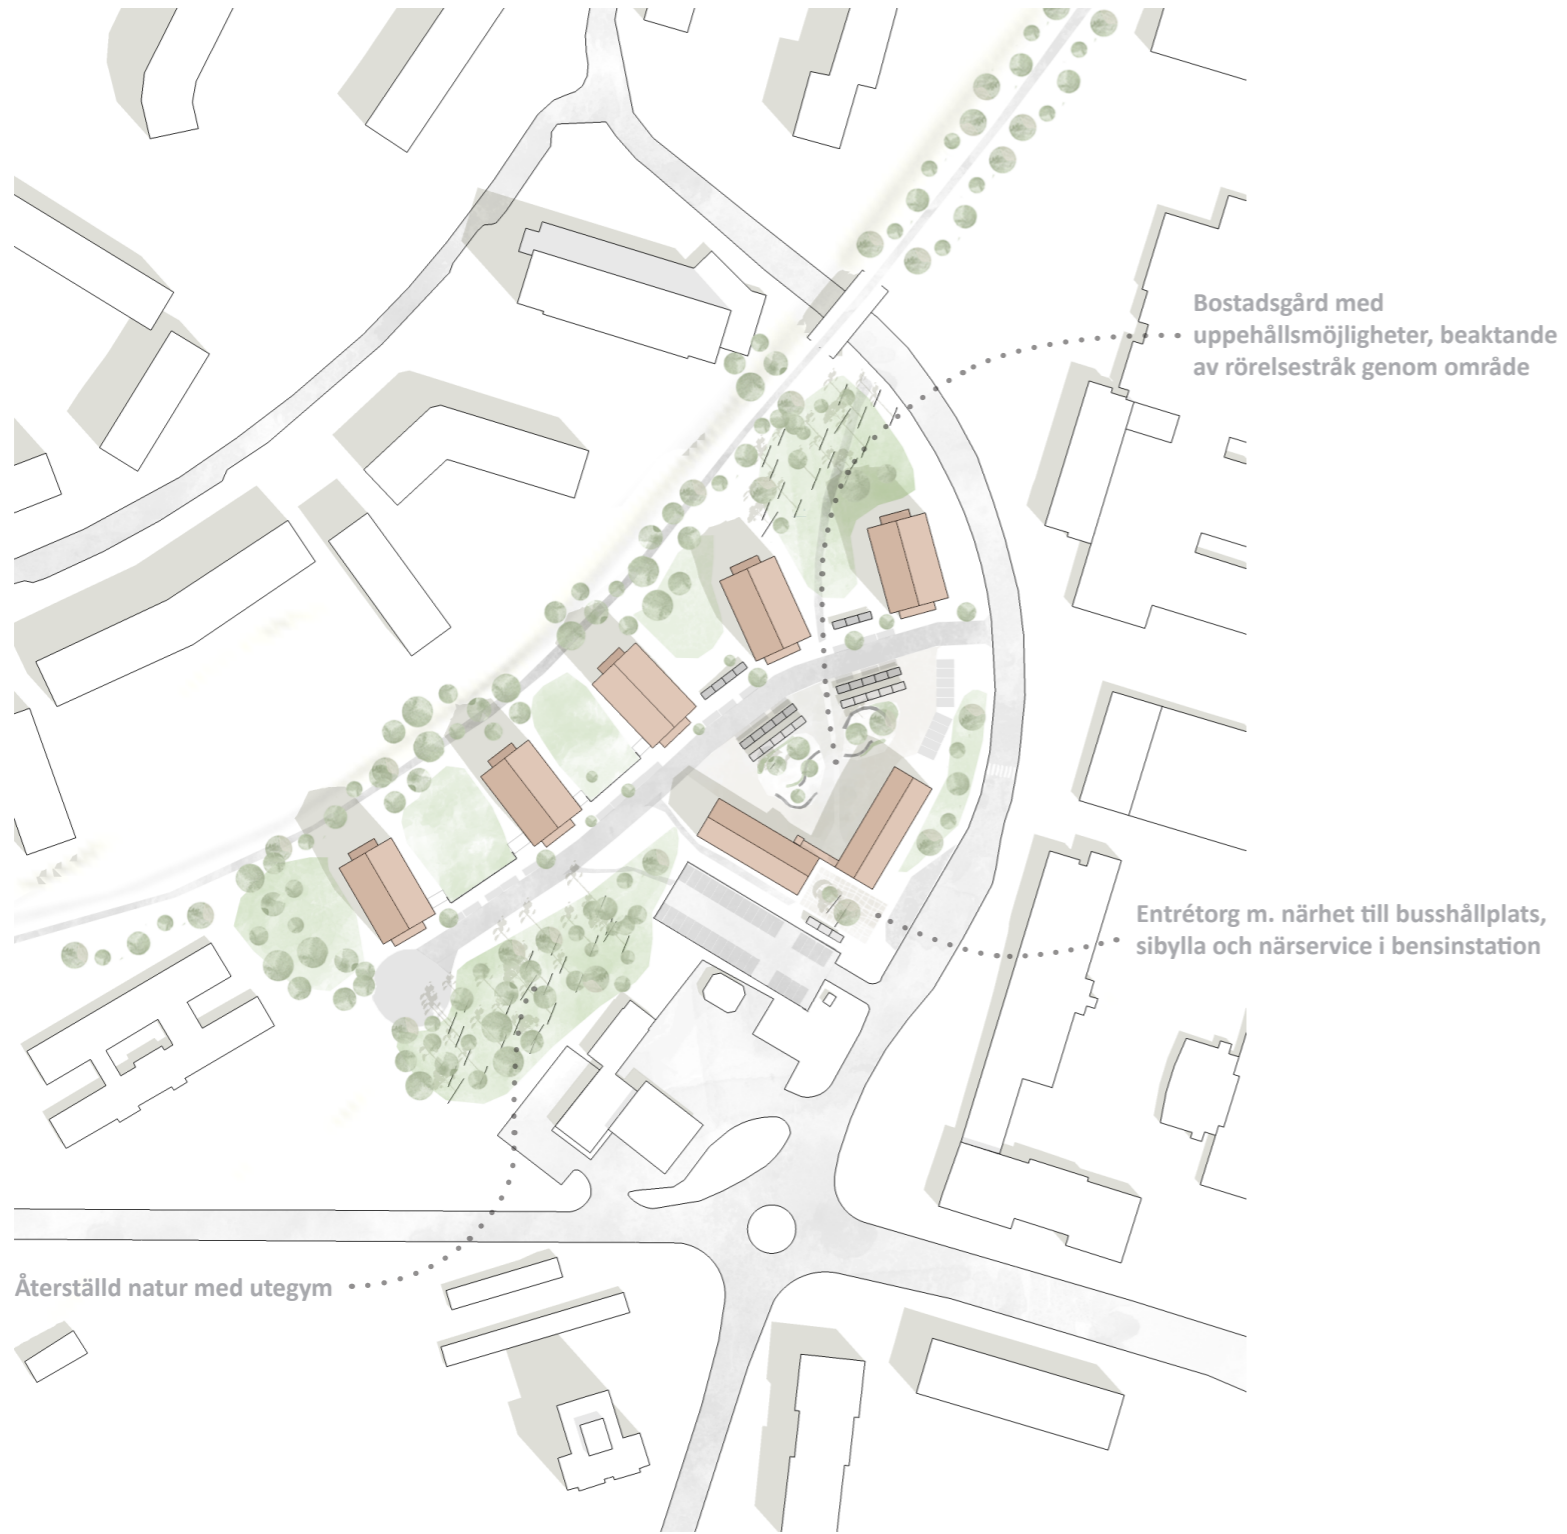 Bostadsgård med
uppehållsmöjligheter, beaktande
av rörelsestråk genom område
Entrétorg m. närhet till busshållplats,
sibylla och närservice i bensinstation
Återställd natur med utegym